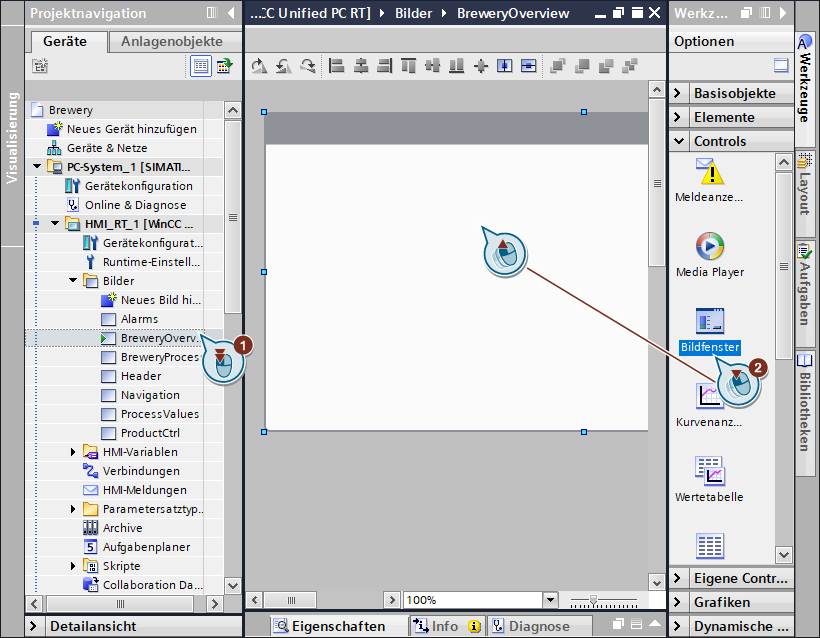 Projektnavigation
Geräte
Anlagenobjekte
Visualisierung
Brewery
Neues Gerät hinzufügen
Geräte & Netze
PC-System_1 [SIMATI...
Gerätekonfiguration
Online & Diagnose
HMI_RT_1 [WinCC ...
Gerätekonfigurat...
Runtime-Einstell...
Bilder
Neues Bild hi...
Alarms
BreweryOverv...
BreweryProces
Header
Navigation
ProcessValues
ProductCtrl
HMI-Variablen
Verbindungen
HMI-Meldungen
Parametersatztyp..
Archive
Aufgabenplaner
Skripte
Collaboration Da...
Detailansicht
...CC Unified PC RT] Bilder BreweryOverview
1
2
100%
Eigenschaften
Info
Diagnose
Werkz...
Optionen
Basisobjekte
Elemente
Controls
Meldeanze...
Media Player
Bildfenster
Kurvenanz...
Wertetabelle
Eigene Contr...
Grafiken
Dynamische ...
Werkzeuge
Layout
Aufgaben
Bibliotheken